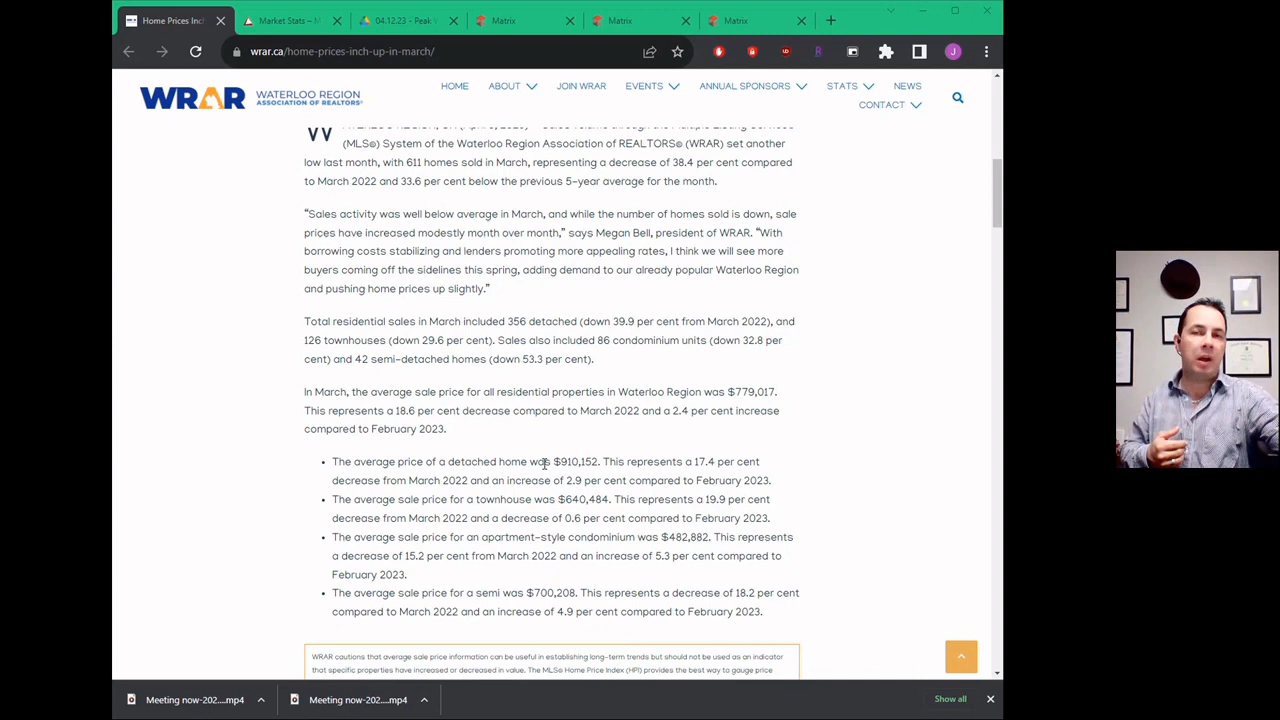 Home Prices Inch
Market Stats – M
04.12.23 - Peak
Matrix
Matrix
Matrix
wrar.ca/home-prices-inch-up-in-march/
J
WRAR
WATERLOO REGION
ASSOCIATION OF REALTORS®
HOME
ABOUT
JOIN WRAR
EVENTS
ANNUAL SPONSORS
STATS
NEWS
CONTACT
(MLS®) System of the Waterloo Region Association of REALTORS® (WRAR) set another
low last month, with 611 homes sold in March, representing a decrease of 38.4 per cent compared
to March 2022 and 33.6 per cent below the previous 5-year average for the month.
“Sales activity was well below average in March, and while the number of homes sold is down, sale
prices have increased modestly month over month,” says Megan Bell, president of WRAR. “With
borrowing costs stabilizing and lenders promoting more appealing rates, I think we will see more
buyers coming off the sidelines this spring, adding demand to our already popular Waterloo Region
and pushing home prices up slightly.”
Total residential sales in March included 356 detached (down 39.9 per cent from March 2022), and
126 townhouses (down 29.6 per cent). Sales also included 86 condominium units (down 32.8 per
cent) and 42 semi-detached homes (down 53.3 per cent).
In March, the average sale price for all residential properties in Waterloo Region was $779,017.
This represents a 18.6 per cent decrease compared to March 2022 and a 2.4 per cent increase
compared to February 2023.
• The average price of a detached home was $910,152. This represents a 17.4 per cent
decrease from March 2022 and an increase of 2.9 per cent compared to February 2023.
• The average sale price for a townhouse was $640,484. This represents a 19.9 per cent
decrease from March 2022 and a decrease of 0.6 per cent compared to February 2023.
• The average sale price for an apartment-style condominium was $482,882. This represents
a decrease of 15.2 per cent from March 2022 and an increase of 5.3 per cent compared to
February 2023.
• The average sale price for a semi was $700,208. This represents a decrease of 18.2 per cent
compared to March 2022 and an increase of 4.9 per cent compared to February 2023.
WRAR cautions that average sale price information can be useful in establishing long-term trends but should not be used as an indicator
that specific properties have increased or decreased in value. The MLS® Home Price Index (HPI) provides the best way to gauge price
Meeting now-202....mp4
Meeting now-202....mp4
Show all